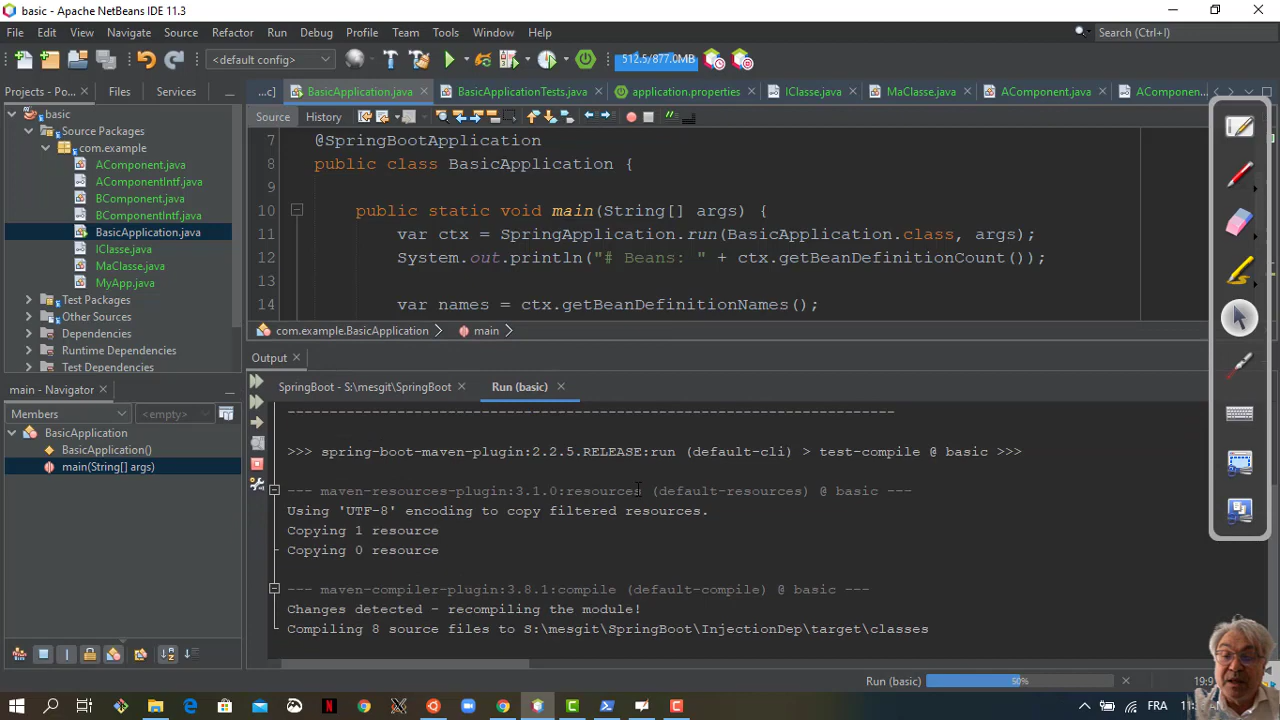 basic - Apache NetBeans IDE 11.3
File Edit View Navigate Source Refactor Run Debug Profile Team Tools Window Help
Search (Ctrl+I)
<default config>
512.5/877.0MB
Projects - Po...
Files
Services
...c]
BasicApplication.java
BasicApplicationTests.java
application.properties
IClasse.java
MaClasse.java
AComponent.java
AComponen...
Source
History
basic
Source Packages
com.example
AComponent.java
AComponentIntf.java
BComponent.java
BComponentIntf.java
BasicApplication.java
IClasse.java
MaClasse.java
MyApp.java
Test Packages
Other Sources
Dependencies
Runtime Dependencies
Test Dependencies
7 @SpringBootApplication
8 public class BasicApplication {
9
10 public static void main(String[] args) {
11 var ctx = SpringApplication.run(BasicApplication.class, args);
12 System.out.println("# Beans: " + ctx.getBeanDefinitionCount());
13
14 var names = ctx.getBeanDefinitionNames();
com.example.BasicApplication
main
main - Navigator
Members
<empty>
BasicApplication
BasicApplication()
main(String[] args)
Output
SpringBoot - S:\mesgit\SpringBoot
Run (basic)
------------------------------------------------------------------------
>>> spring-boot-maven-plugin:2.2.5.RELEASE:run (default-cli) > test-compile @ basic >>>
--- maven-resources-plugin:3.1.0:resources (default-resources) @ basic ---
Using 'UTF-8' encoding to copy filtered resources.
Copying 1 resource
Copying 0 resource
--- maven-compiler-plugin:3.8.1:compile (default-compile) @ basic ---
Changes detected - recompiling the module!
Compiling 8 source files to S:\mesgit\SpringBoot\InjectionDep\target\classes
Run (basic)
50%
FRA